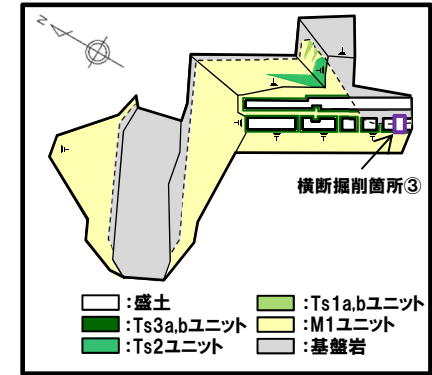 N
横断掘削箇所③
：盛土
：Ts1a,bユニット
：Ts3a,bユニット
：M1ユニット
：Ts2ユニット
：基盤岩